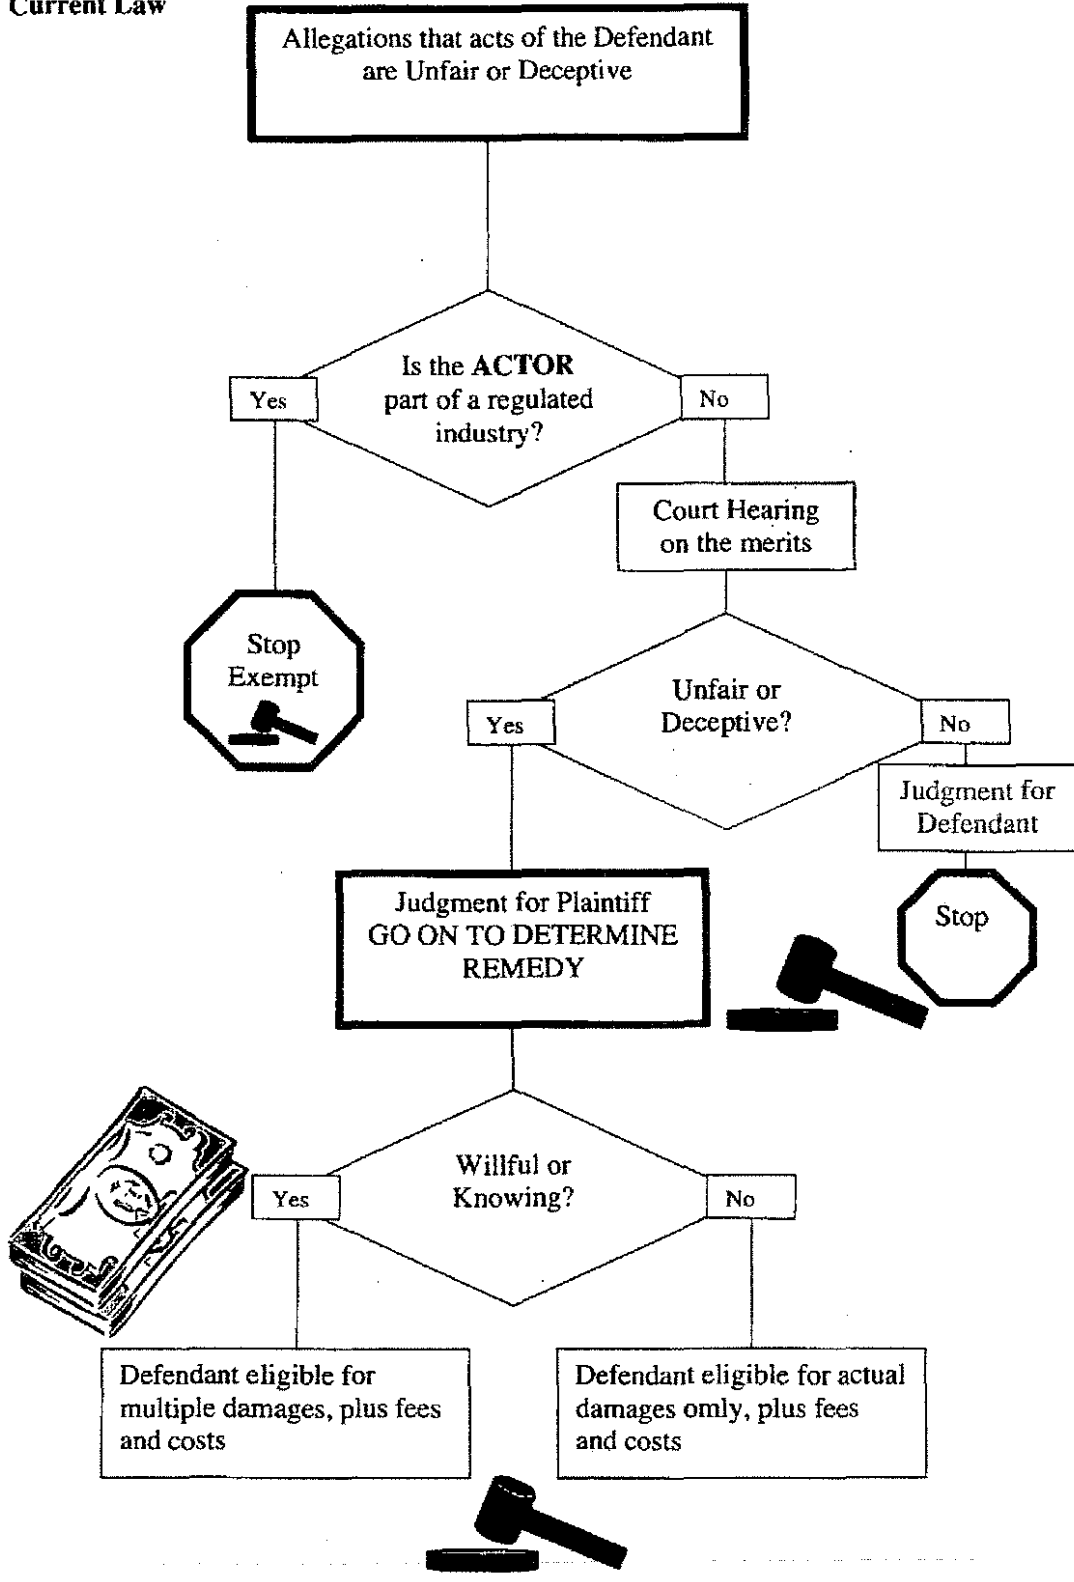 Current Law
Allegations that acts of the Defendant
are Unfair or Deceptive
Is the ACTOR
part of a regulated
industry?
Yes
No
Court Hearing
on the merits
Stop
Exempt
Unfair or
Deceptive?
Yes
No
Judgment for
Defendant
Stop
Judgment for Plaintiff
GO ON TO DETERMINE
REMEDY
Willful or
Knowing?
Yes
No
Defendant eligible for
multiple damages, plus fees
and costs
Defendant eligible for actual
damages omly, plus fees
and costs